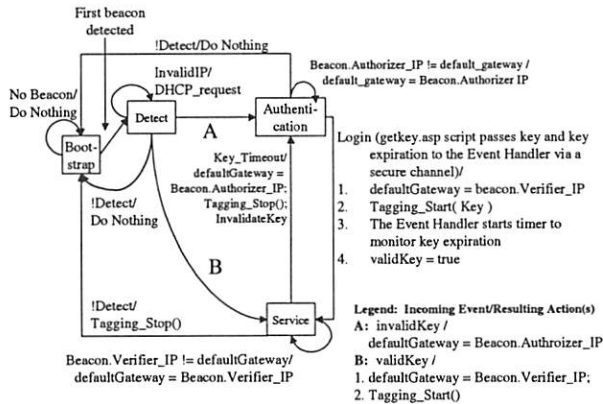 First beacon
detected
!Detect/Do Nothing
InvalidIP/
DHCP_request
Beacon.Authorizer_IP != default_gateway /
default_gateway = Beacon.Authorizer IP
No Beacon/
Do Nothing
Detect
A
Authenti-
cation
Boot-
strap
Key_Timeout/
defaultGateway =
Beacon.Authorizer_IP;
Tagging_Stop();
InvalidateKey
Login (getkey.asp script passes key and key
expiration to the Event Handler via a
secure channel)/
1. defaultGateway = beacon.Verifier_IP
2. Tagging_Start( Key )
3. The Event Handler starts timer to
monitor key expiration
4. validKey = true
!Detect/
Do Nothing
B
!Detect/
Tagging_Stop()
Service
Beacon.Verifier_IP != defaultGateway/
defaultGateway = Beacon.Verifier_IP
Legend: Incoming Event/Resulting Action(s)
A: invalidKey /
defaultGateway = Beacon.Authroizer_IP
B: validKey /
1. defaultGateway = Beacon.Verifier_IP;
2. Tagging_Start()